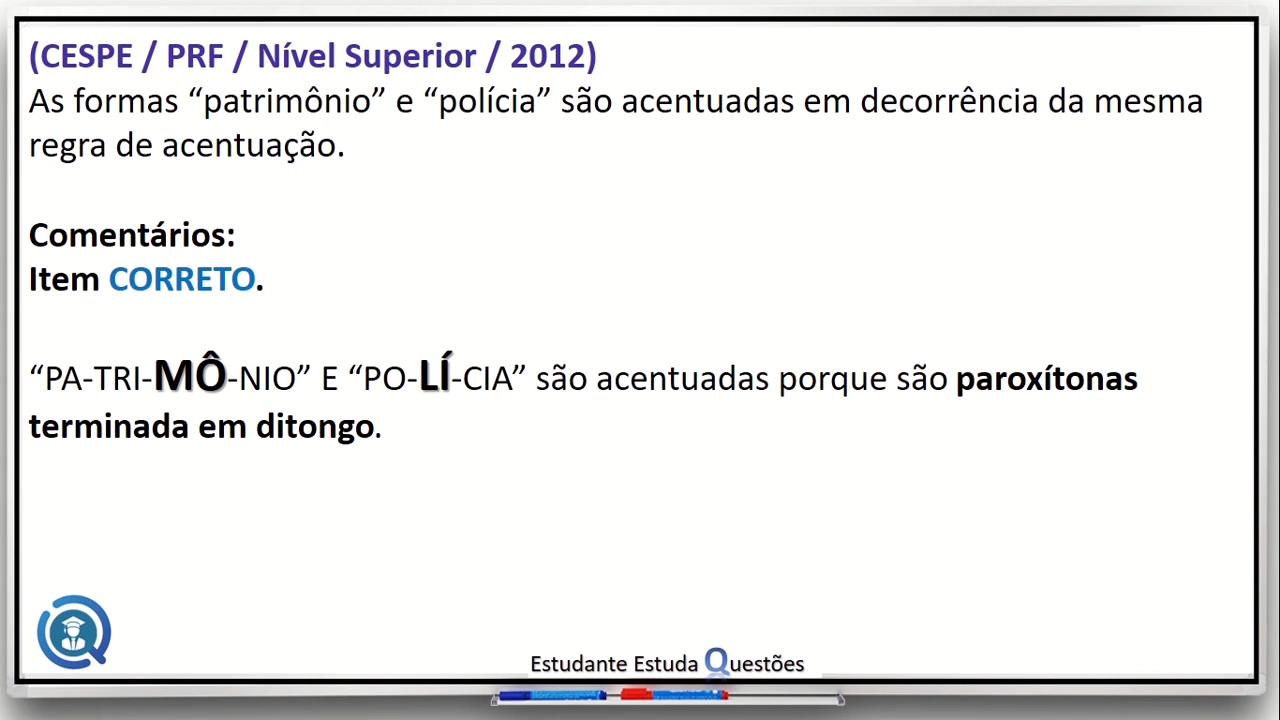 (CESPE / PRF / Nível Superior / 2012)
As formas “patrimônio” e “polícia” são acentuadas em decorrência da mesma
regra de acentuação.
Comentários:
Item CORRETO.
“PA-TRI-MÔ-NIO” E “PO-LÍ-CIA” são acentuadas porque são paroxítonas
terminada em ditongo.
Estudante Estuda Questões